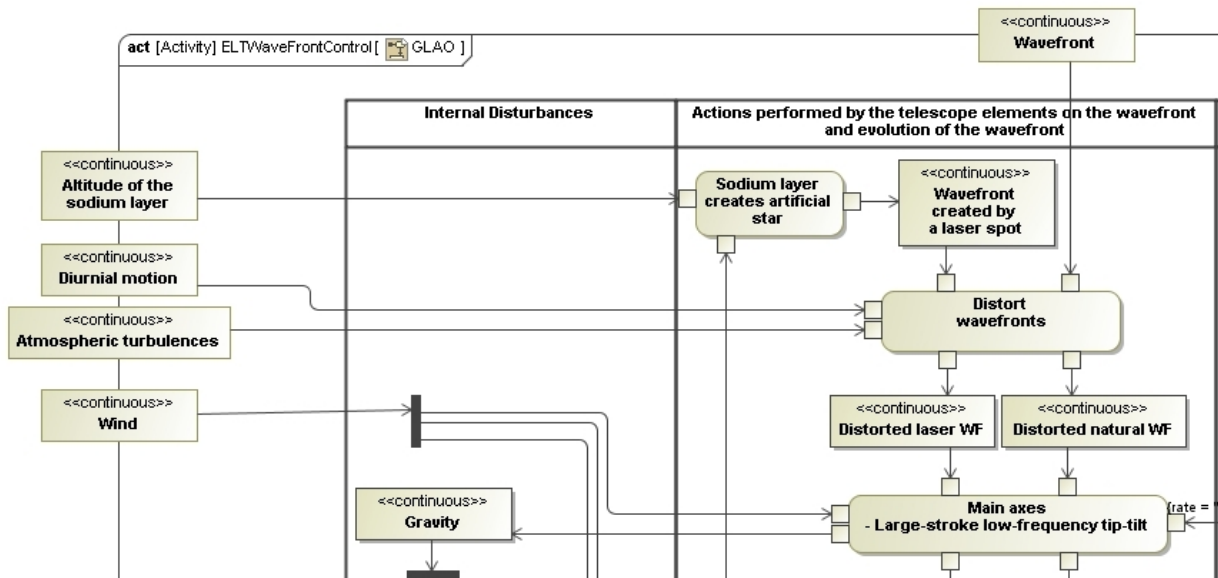 <<continuous>>
Wavefront
act [Activity] ELTWaveFrontControl [ GLAO ]
Internal Disturbances
Actions performed by the telescope elements on the wavefront
and evolution of the wavefront
<<continuous>>
Altitude of the
sodium layer
Sodium layer
creates artificial
star
<<continuous>>
Wavefront
created by
a laser spot
<<continuous>>
Diurnial motion
<<continuous>>
Atmospheric turbulences
Distort
wavefronts
<<continuous>>
Wind
<<continuous>>
Distorted laser WF
<<continuous>>
Distorted natural WF
<<continuous>>
Gravity
Main axes
- Large-stroke low-frequency tip-tilt
{rate = "